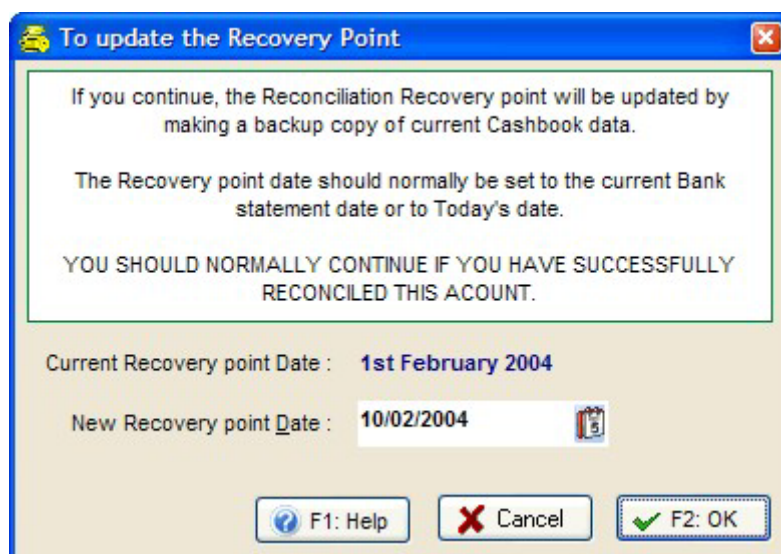 To update the Recovery Point
If you continue, the Reconciliation Recovery point will be updated by
making a backup copy of current Cashbook data.
The Recovery point date should normally be set to the current Bank
statement date or to Today's date.
YOU SHOULD NORMALLY CONTINUE IF YOU HAVE SUCCESSFULLY
RECONCILED THIS ACOUNT.
Current Recovery point Date : 1st February 2004
New Recovery point Date : 10/02/2004
F1: Help Cancel F2: OK